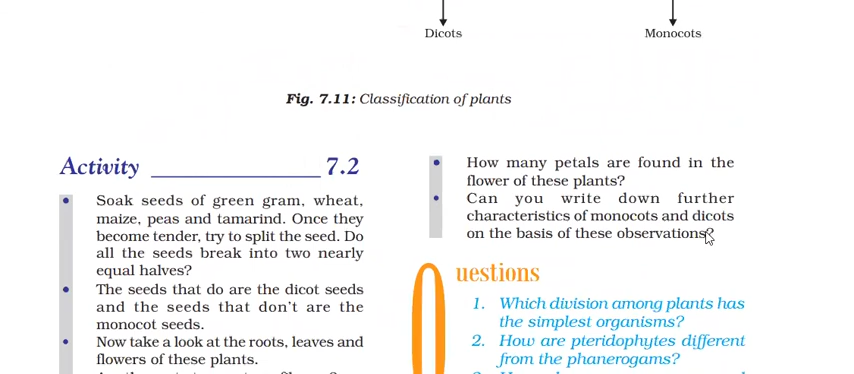 Dicots
Monocots
Fig. 7.11: Classification of plants
Activity 7.2
Soak seeds of green gram, wheat,
maize, peas and tamarind. Once they
become tender, try to split the seed. Do
all the seeds break into two nearly
equal halves?
The seeds that do are the dicot seeds
and the seeds that don't are the
monocot seeds.
Now take a look at the roots, leaves and
flowers of these plants.
How many petals are found in the
flower of these plants?
Can you write down further
characteristics of monocots and dicots
on the basis of these observations?
Questions
1. Which division among plants has
the simplest organisms?
2. How are pteridophytes different
from the phanerogams?